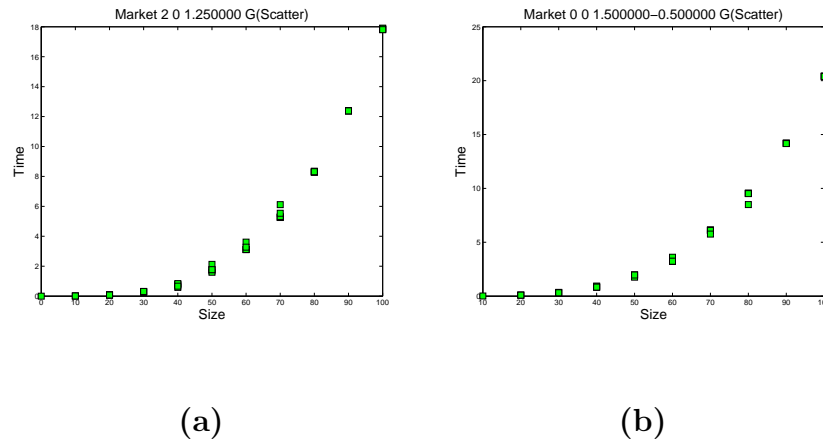 Market 2 0 1.250000 G(Scatter)
18
16
14
12
10
8
6
4
2
0
Time
0 10 20 30 40 50 60 70 80 90 100
Size
(a)
Market 0 0 1.500000−0.500000 G(Scatter)
25
20
15
10
5
0
Time
10 20 30 40 50 60 70 80 90 10
Size
(b)